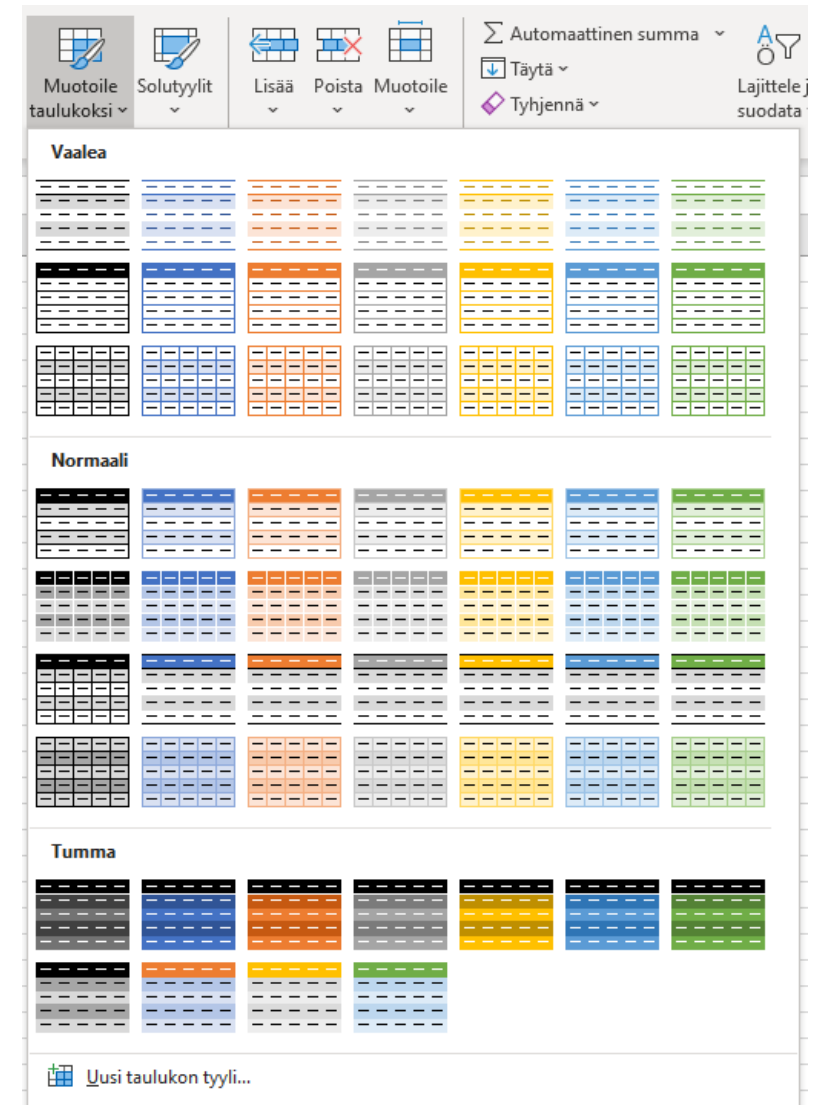 Muotoile
taulukoksi
Solutyylit
Lisää
Poista
Muotoile
Automaattinen summa
Täytä
Tyhjennä
Lajittele j
suodata
Vaalea
Normaali
Tumma
Uusi taulukon tyyli...